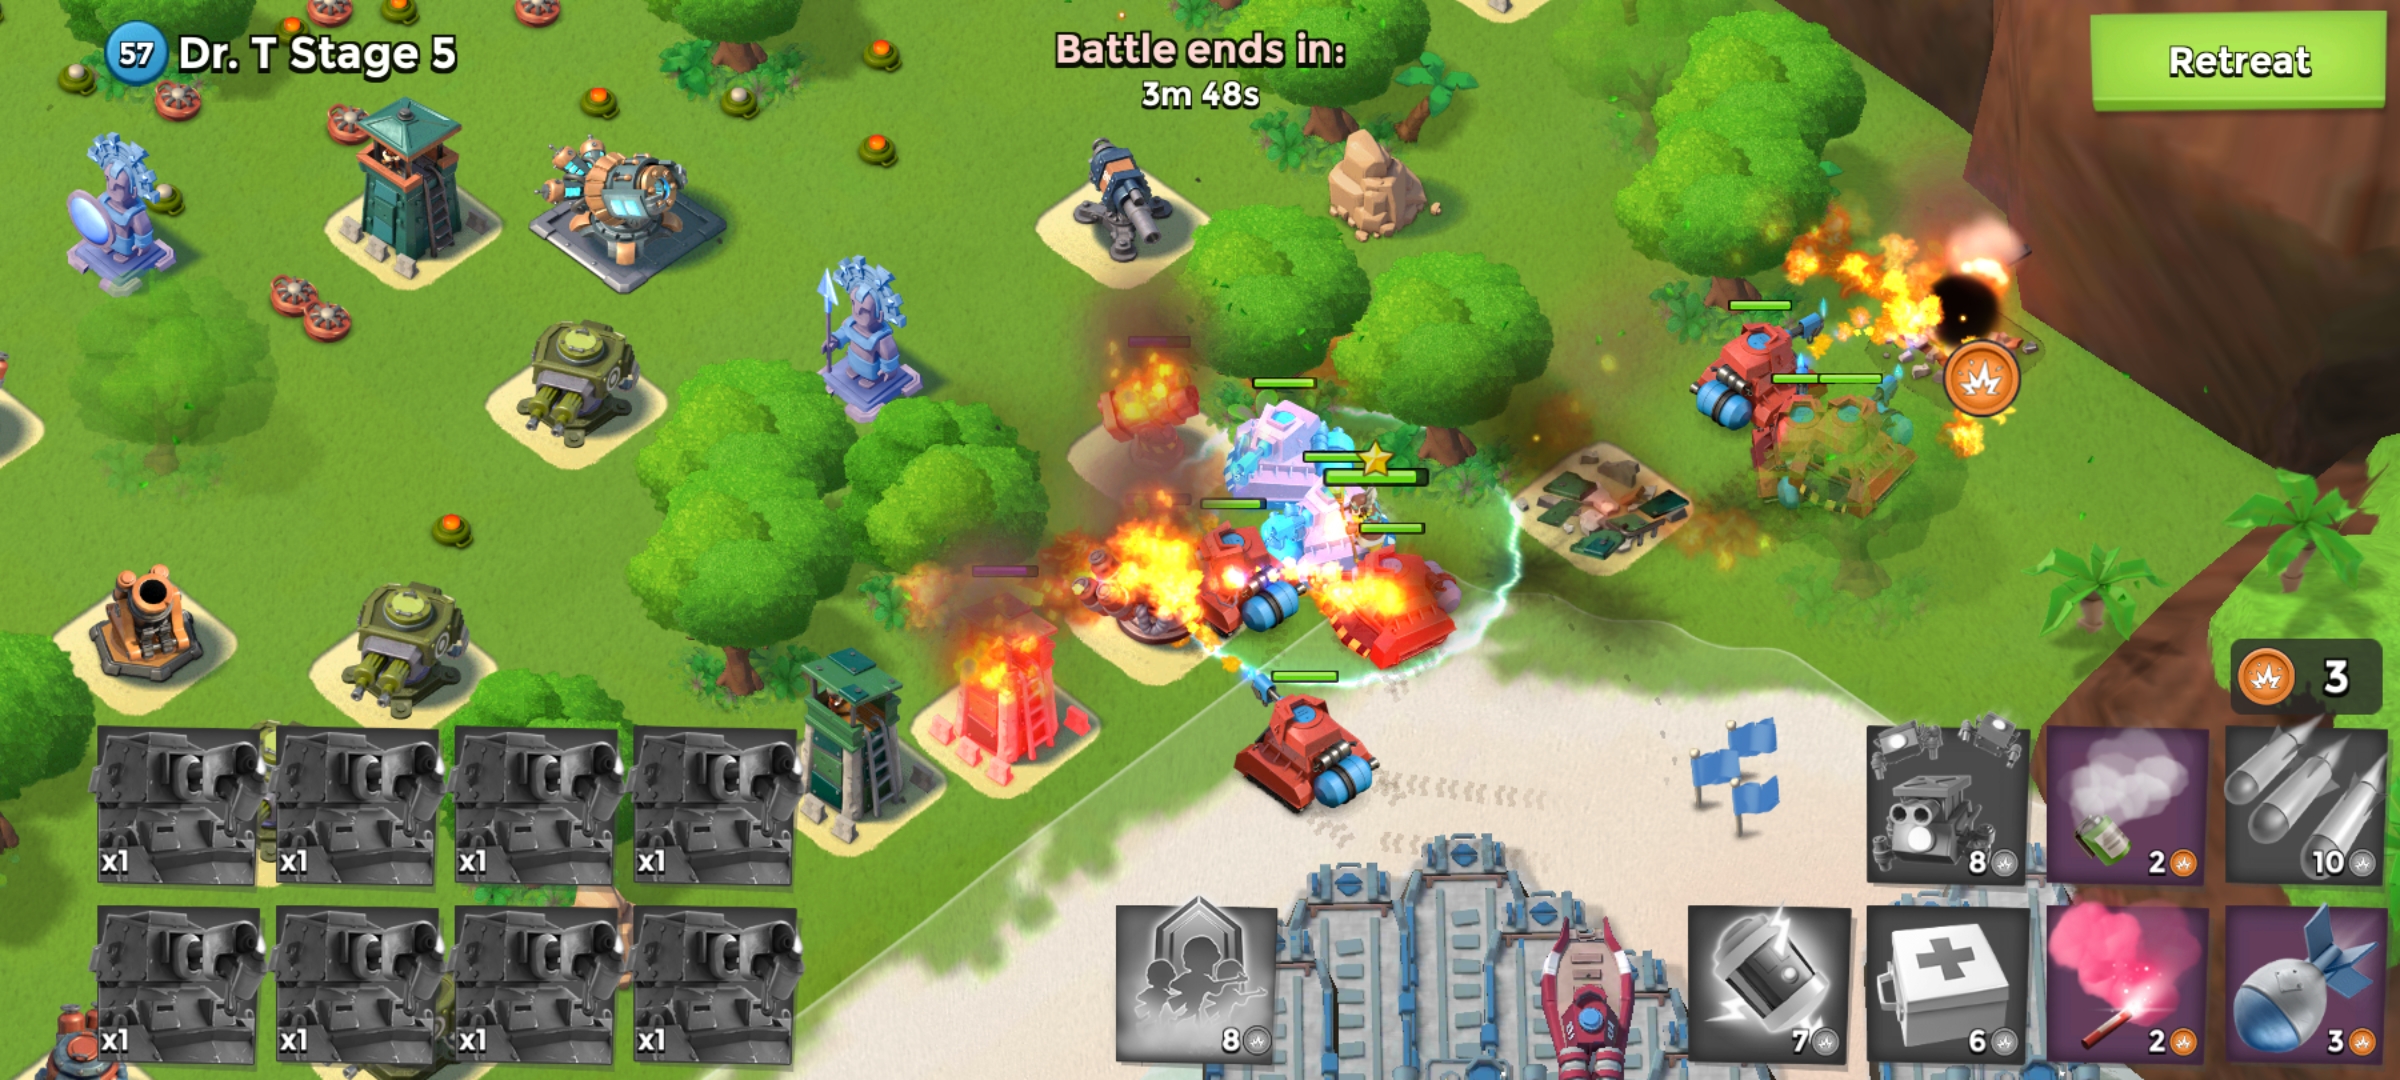 57 Dr. T Stage 5
Battle ends in:
3m 48s
Retreat
3
x1 x1 x1 x1
8 2 10
x1 x1 x1 x1
8 7 6 2 3